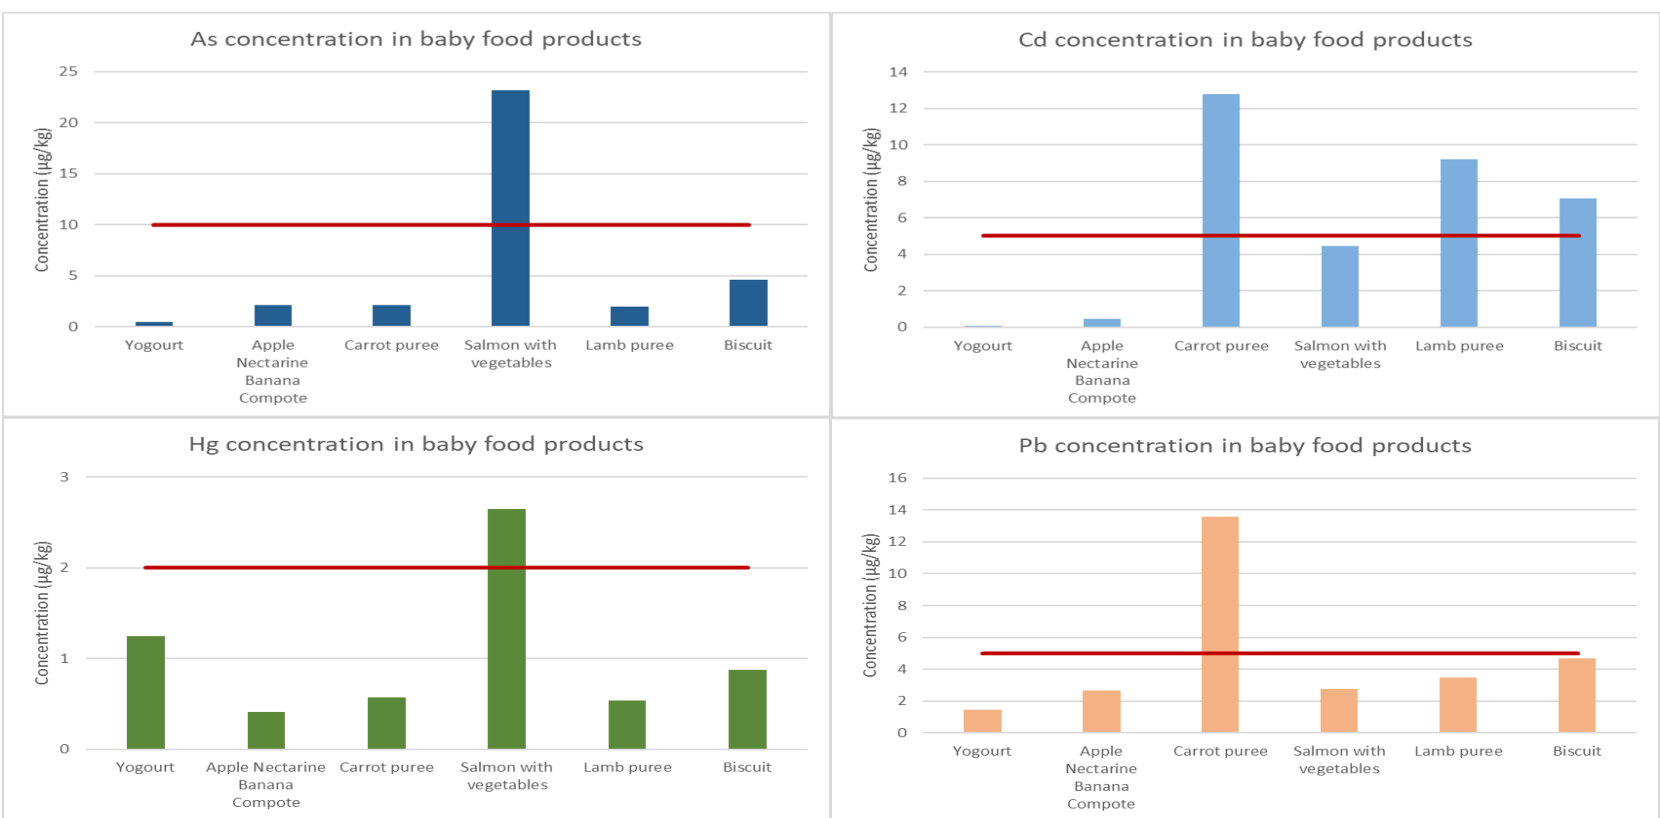 As concentration in baby food products
Concentration (µg/kg)
25
20
15
10
5
0
Yogourt
Apple
Nectarine
Banana
Compote
Carrot puree
Salmon with
vegetables
Lamb puree
Biscuit
Cd concentration in baby food products
Concentration (µg/kg)
14
12
10
8
6
4
2
0
Yogourt
Apple
Nectarine
Banana
Compote
Carrot puree
Salmon with
vegetables
Lamb puree
Biscuit
Hg concentration in baby food products
Concentration (µg/kg)
3
2
1
0
Yogourt
Apple Nectarine
Banana
Compote
Carrot puree
Salmon with
vegetables
Lamb puree
Biscuit
Pb concentration in baby food products
Concentration (µg/kg)
16
14
12
10
8
6
4
2
0
Yogourt
Apple
Nectarine
Banana
Compote
Carrot puree
Salmon with
vegetables
Lamb puree
Biscuit